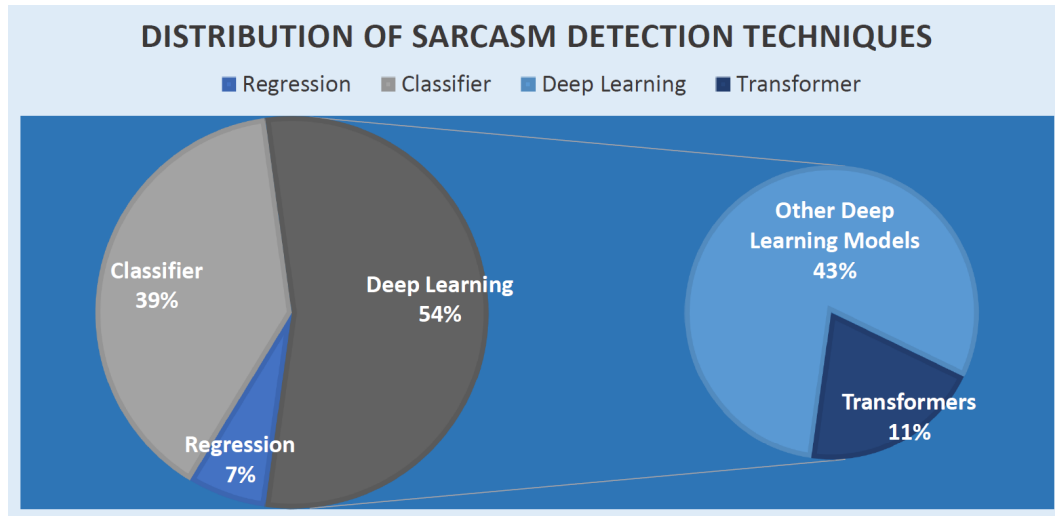 DISTRIBUTION OF SARCASM DETECTION TECHNIQUES
Regression Classifier Deep Learning Transformer
Classifier
39%
Deep Learning
54%
Regression
7%
Other Deep
Learning Models
43%
Transformers
11%